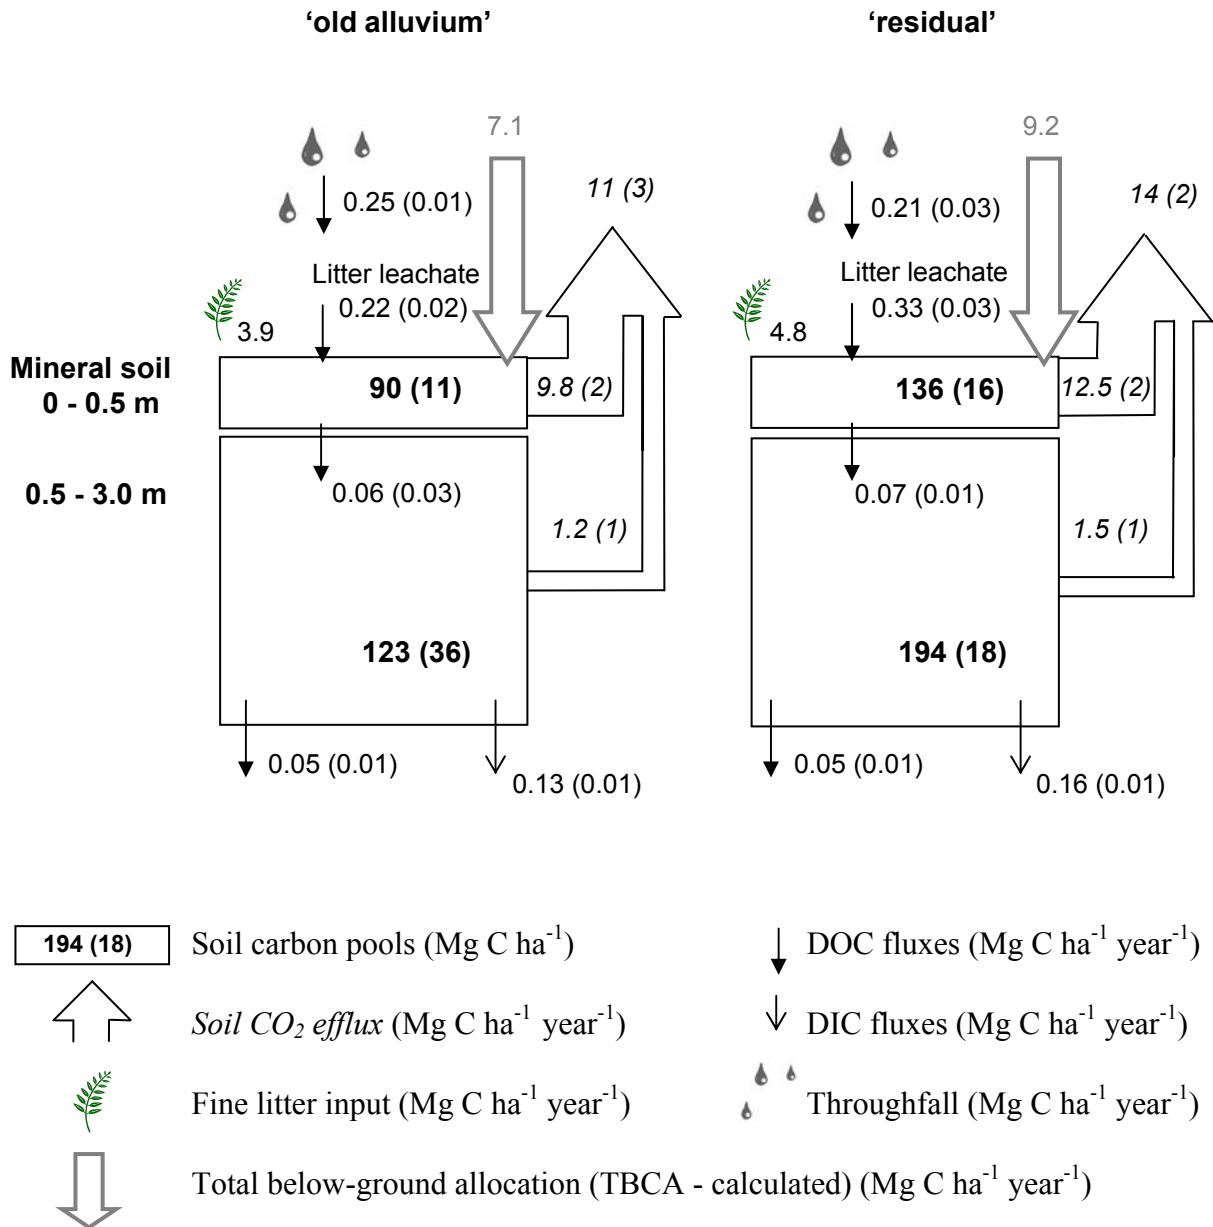 ‘old alluvium’ ‘residual’
7.1 9.2
0.25 (0.01) 11 (3) 0.21 (0.03) 14 (2)
Litter leachate Litter leachate
0.22 (0.02) 0.33 (0.03)
3.9 4.8
Mineral soil
0 - 0.5 m
90 (11) 9.8 (2) 136 (16) 12.5 (2)
0.5 - 3.0 m
0.06 (0.03) 0.07 (0.01)
1.2 (1) 1.5 (1)
123 (36) 194 (18)
0.05 (0.01) 0.13 (0.01) 0.05 (0.01) 0.16 (0.01)
194 (18) Soil carbon pools (Mg C ha⁻¹) DOC fluxes (Mg C ha⁻¹ year⁻¹)
Soil CO₂ efflux (Mg C ha⁻¹ year⁻¹) DIC fluxes (Mg C ha⁻¹ year⁻¹)
Fine litter input (Mg C ha⁻¹ year⁻¹) Throughfall (Mg C ha⁻¹ year⁻¹)
Total below-ground allocation (TBCA - calculated) (Mg C ha⁻¹ year⁻¹)